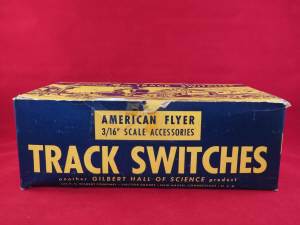 AMERICAN FLYER
3/16" SCALE ACCESSORIES
TRACK SWITCHES
another GILBERT HALL OF SCIENCE product